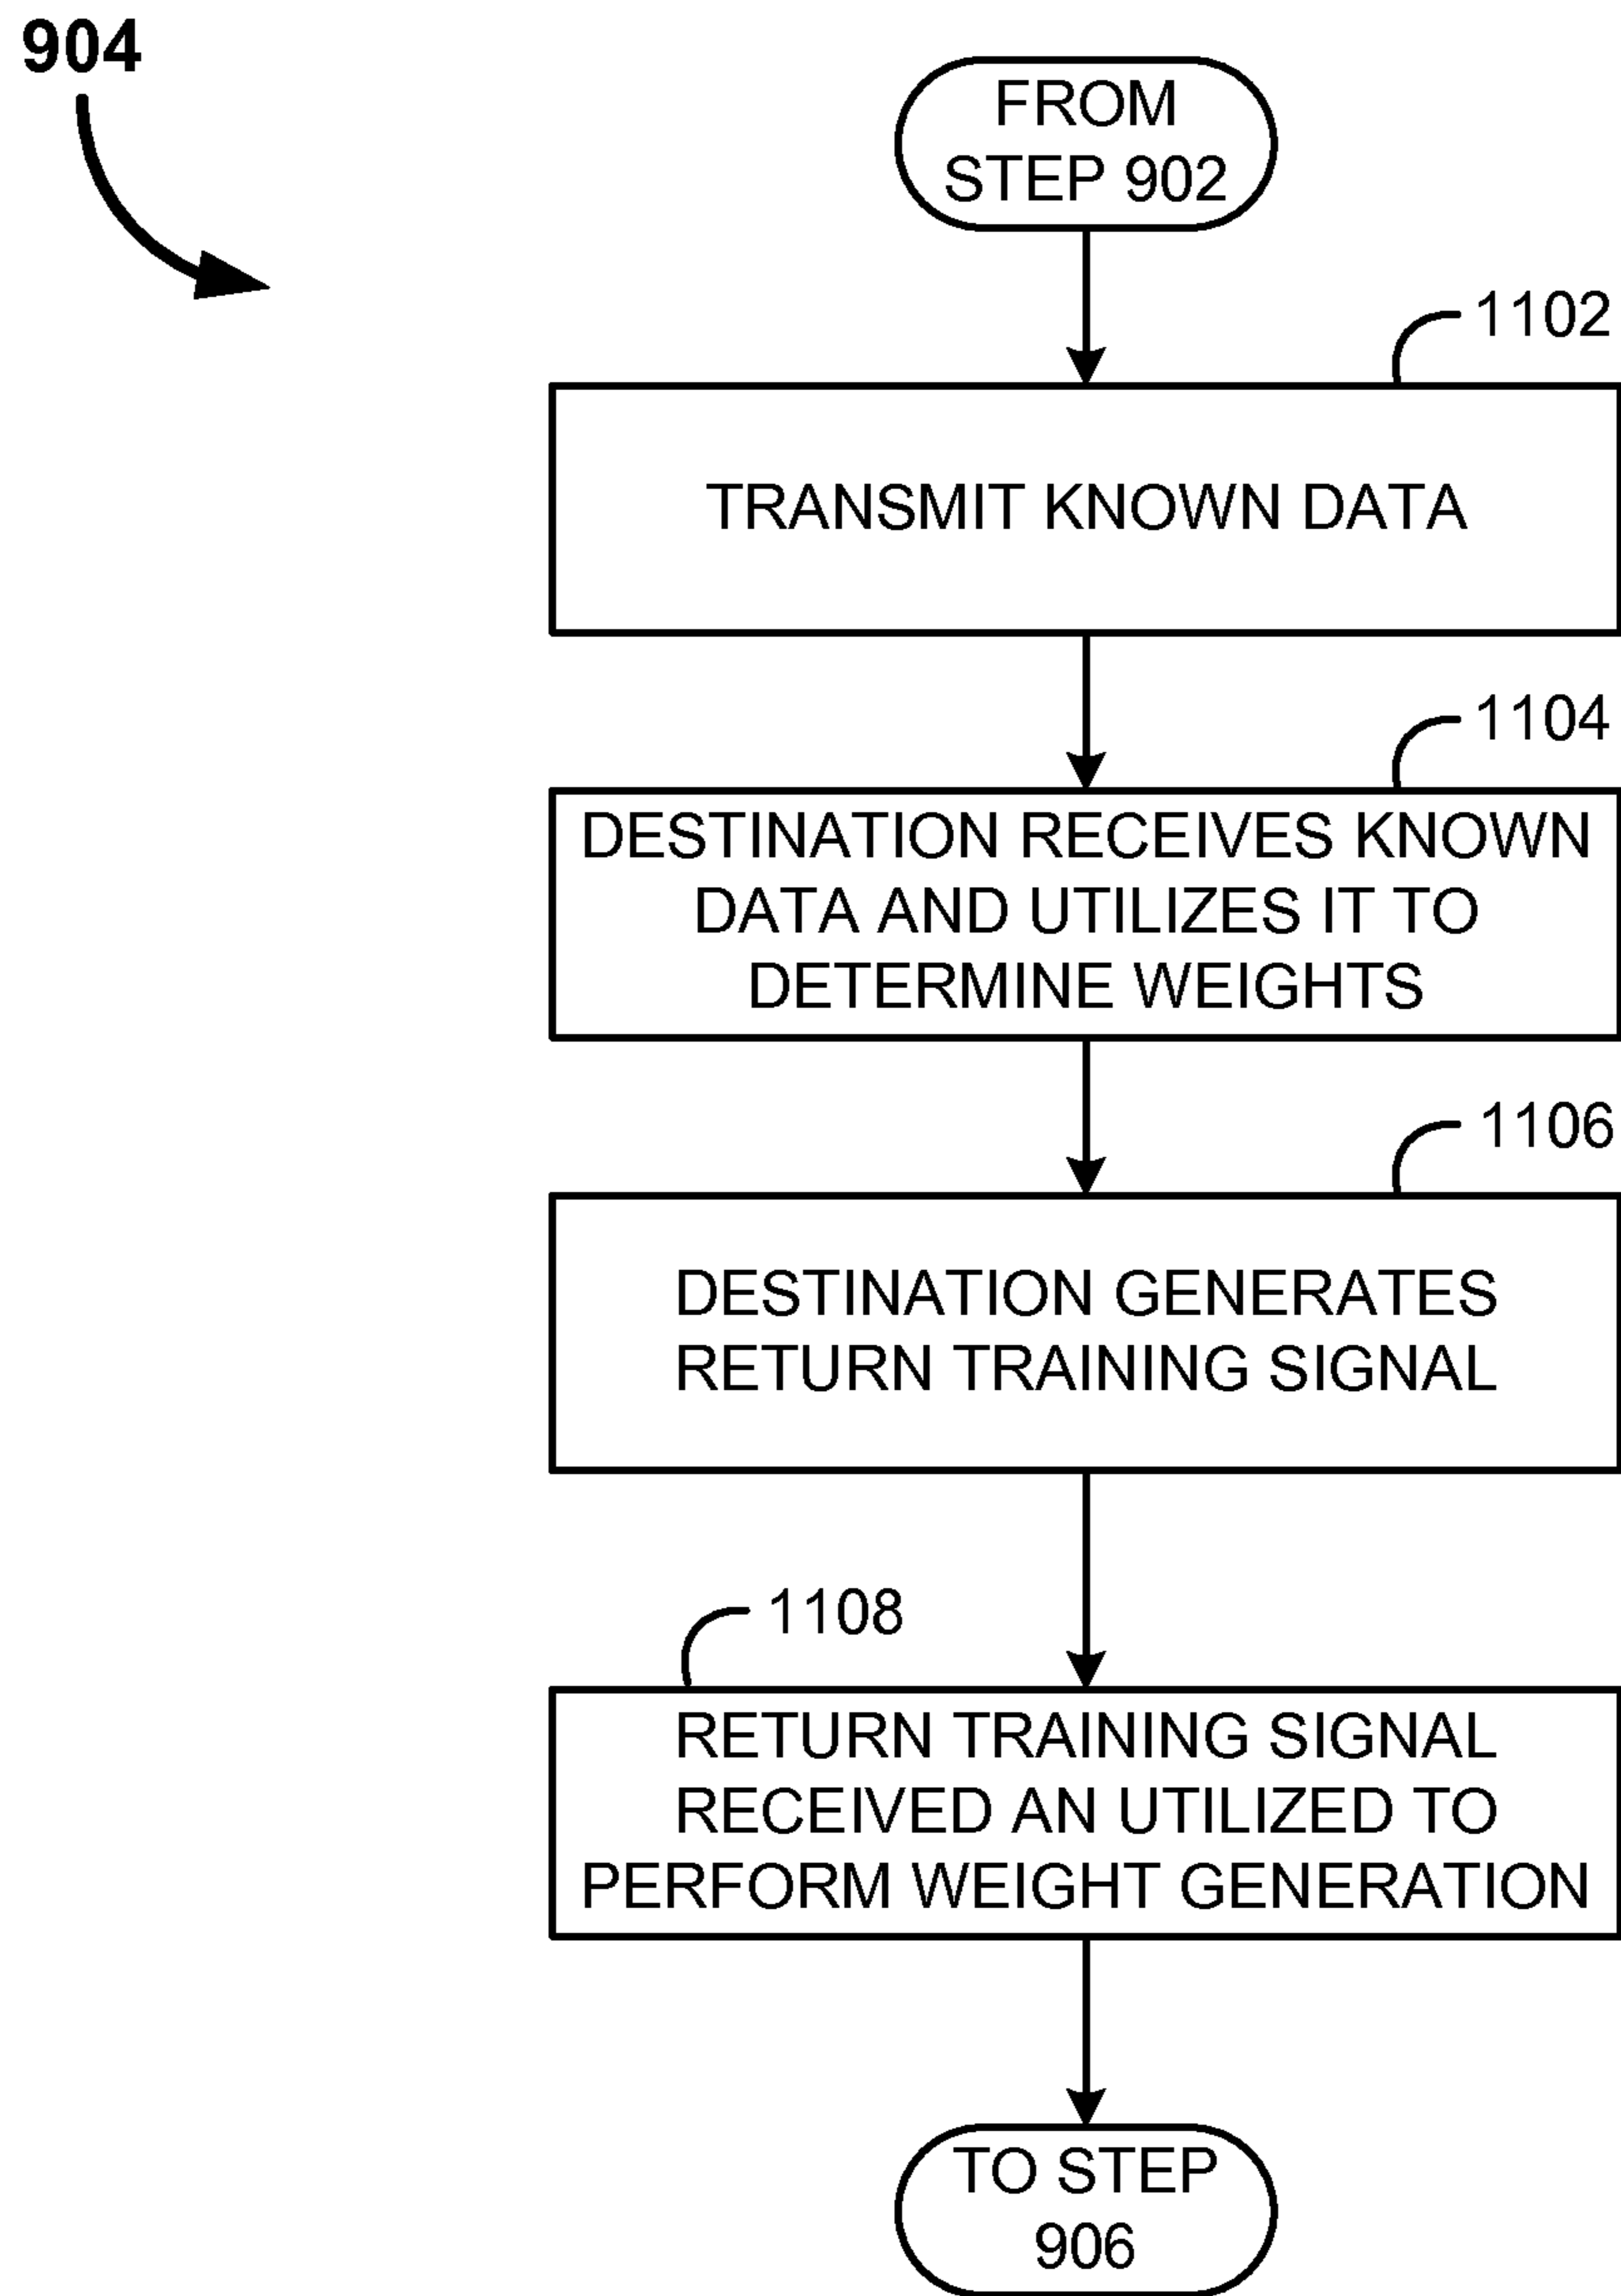 904
FROM
STEP 902
1102
TRANSMIT KNOWN DATA
1104
DESTINATION RECEIVES KNOWN
DATA AND UTILIZES IT TO
DETERMINE WEIGHTS
1106
DESTINATION GENERATES
RETURN TRAINING SIGNAL
1108
RETURN TRAINING SIGNAL
RECEIVED AN UTILIZED TO
PERFORM WEIGHT GENERATION
TO STEP
906